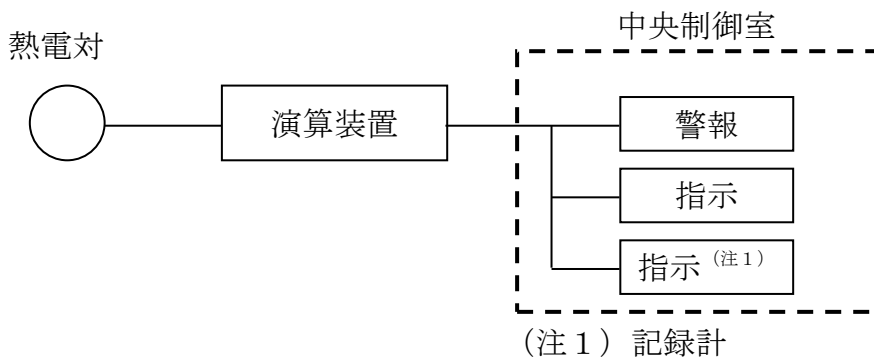 中央制御室
熱電対
演算装置
警報
指示
指示（注１）
（注１）記録計